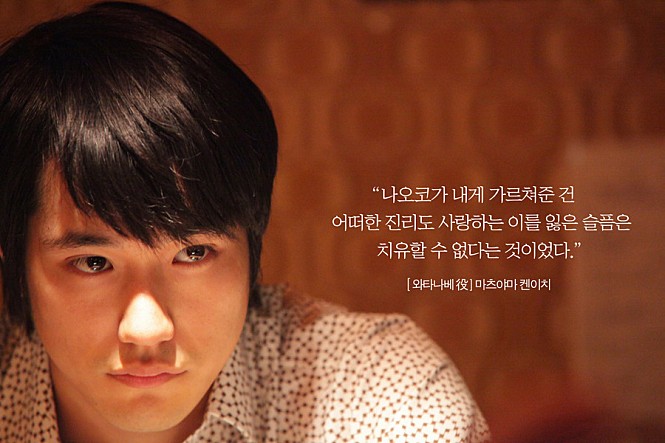 “나오코가 내게 가르쳐준 건
어떠한 진리도 사랑하는 이를 잃은 슬픔은
치유할 수 없다는 것이었다.”
[ 와타나베 役 ] 마츠야마 켄이치